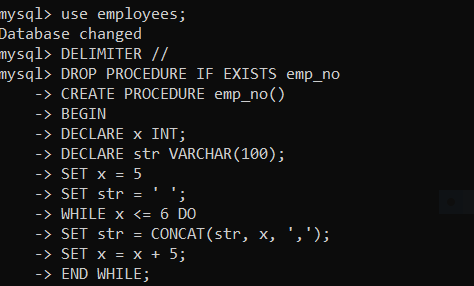 mysql> use employees;
Database changed
mysql> DELIMITER //
mysql> DROP PROCEDURE IF EXISTS emp_no
    -> CREATE PROCEDURE emp_no()
    -> BEGIN
    -> DECLARE x INT;
    -> DECLARE str VARCHAR(100);
    -> SET x = 5
    -> SET str = ' ';
    -> WHILE x <= 6 DO
    -> SET str = CONCAT(str, x, ',');
    -> SET x = x + 5;
    -> END WHILE;